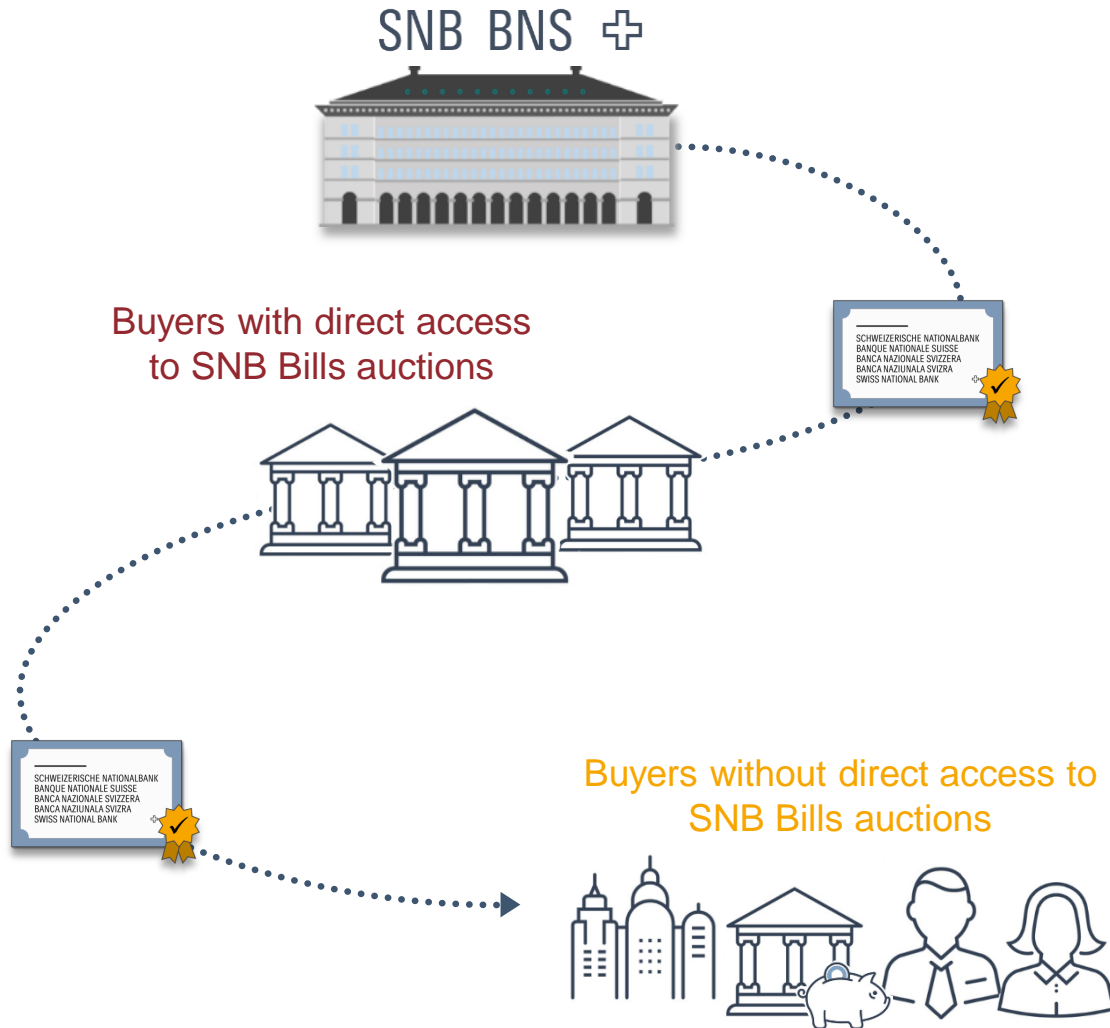 SNB BNS
Buyers with direct access
to SNB Bills auctions
SCHWEIZERISCHE NATIONALBANK
BANQUE NATIONALE SUISSE
BANCA NAZIONALE SVIZZERA
BANCA NAZIUNALA SVIZRA
SWISS NATIONAL BANK
SCHWEIZERISCHE NATIONALBANK
BANQUE NATIONALE SUISSE
BANCA NAZIONALE SVIZZERA
BANCA NAZIUNALA SVIZRA
SWISS NATIONAL BANK
Buyers without direct access to
SNB Bills auctions